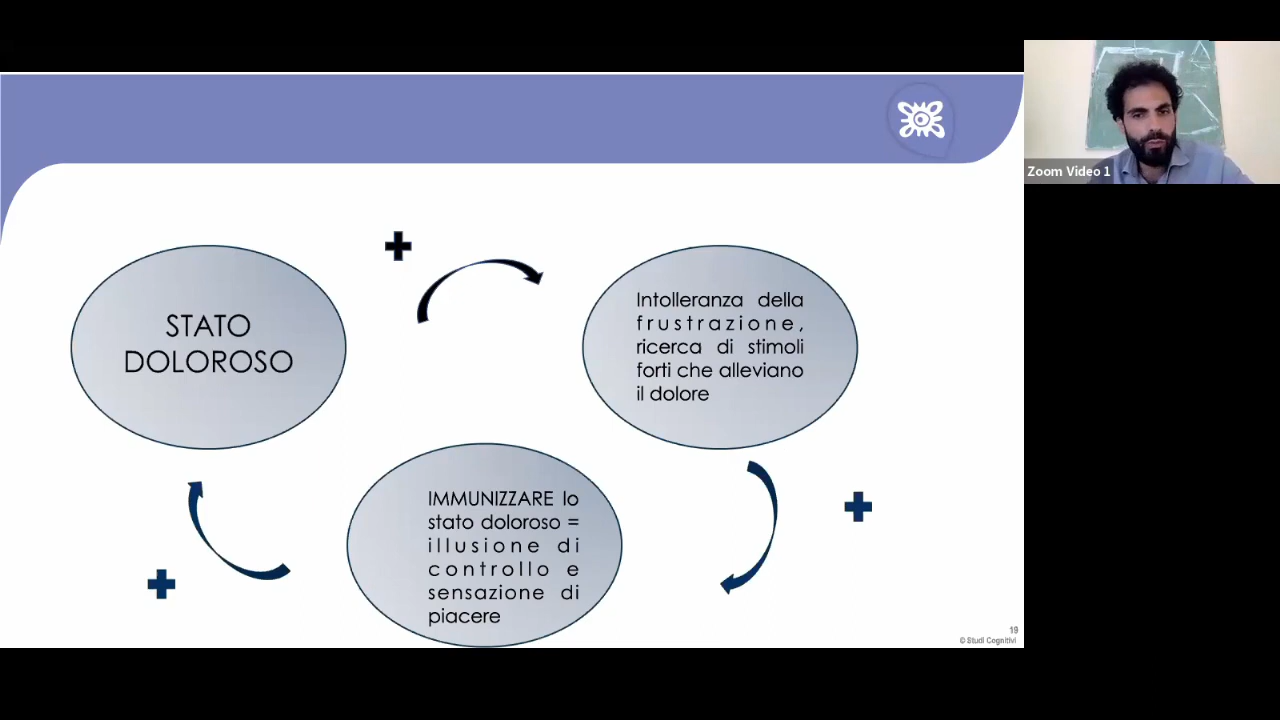 Zoom Video 1
STATO
DOLOROSO
Intolleranza della
frustrazione,
ricerca di stimoli
forti che alleviano
il dolore
IMMUNIZZARE lo
stato doloroso =
illusione di
controllo e
sensazione di
piacere
19
© Studi Cognitivi